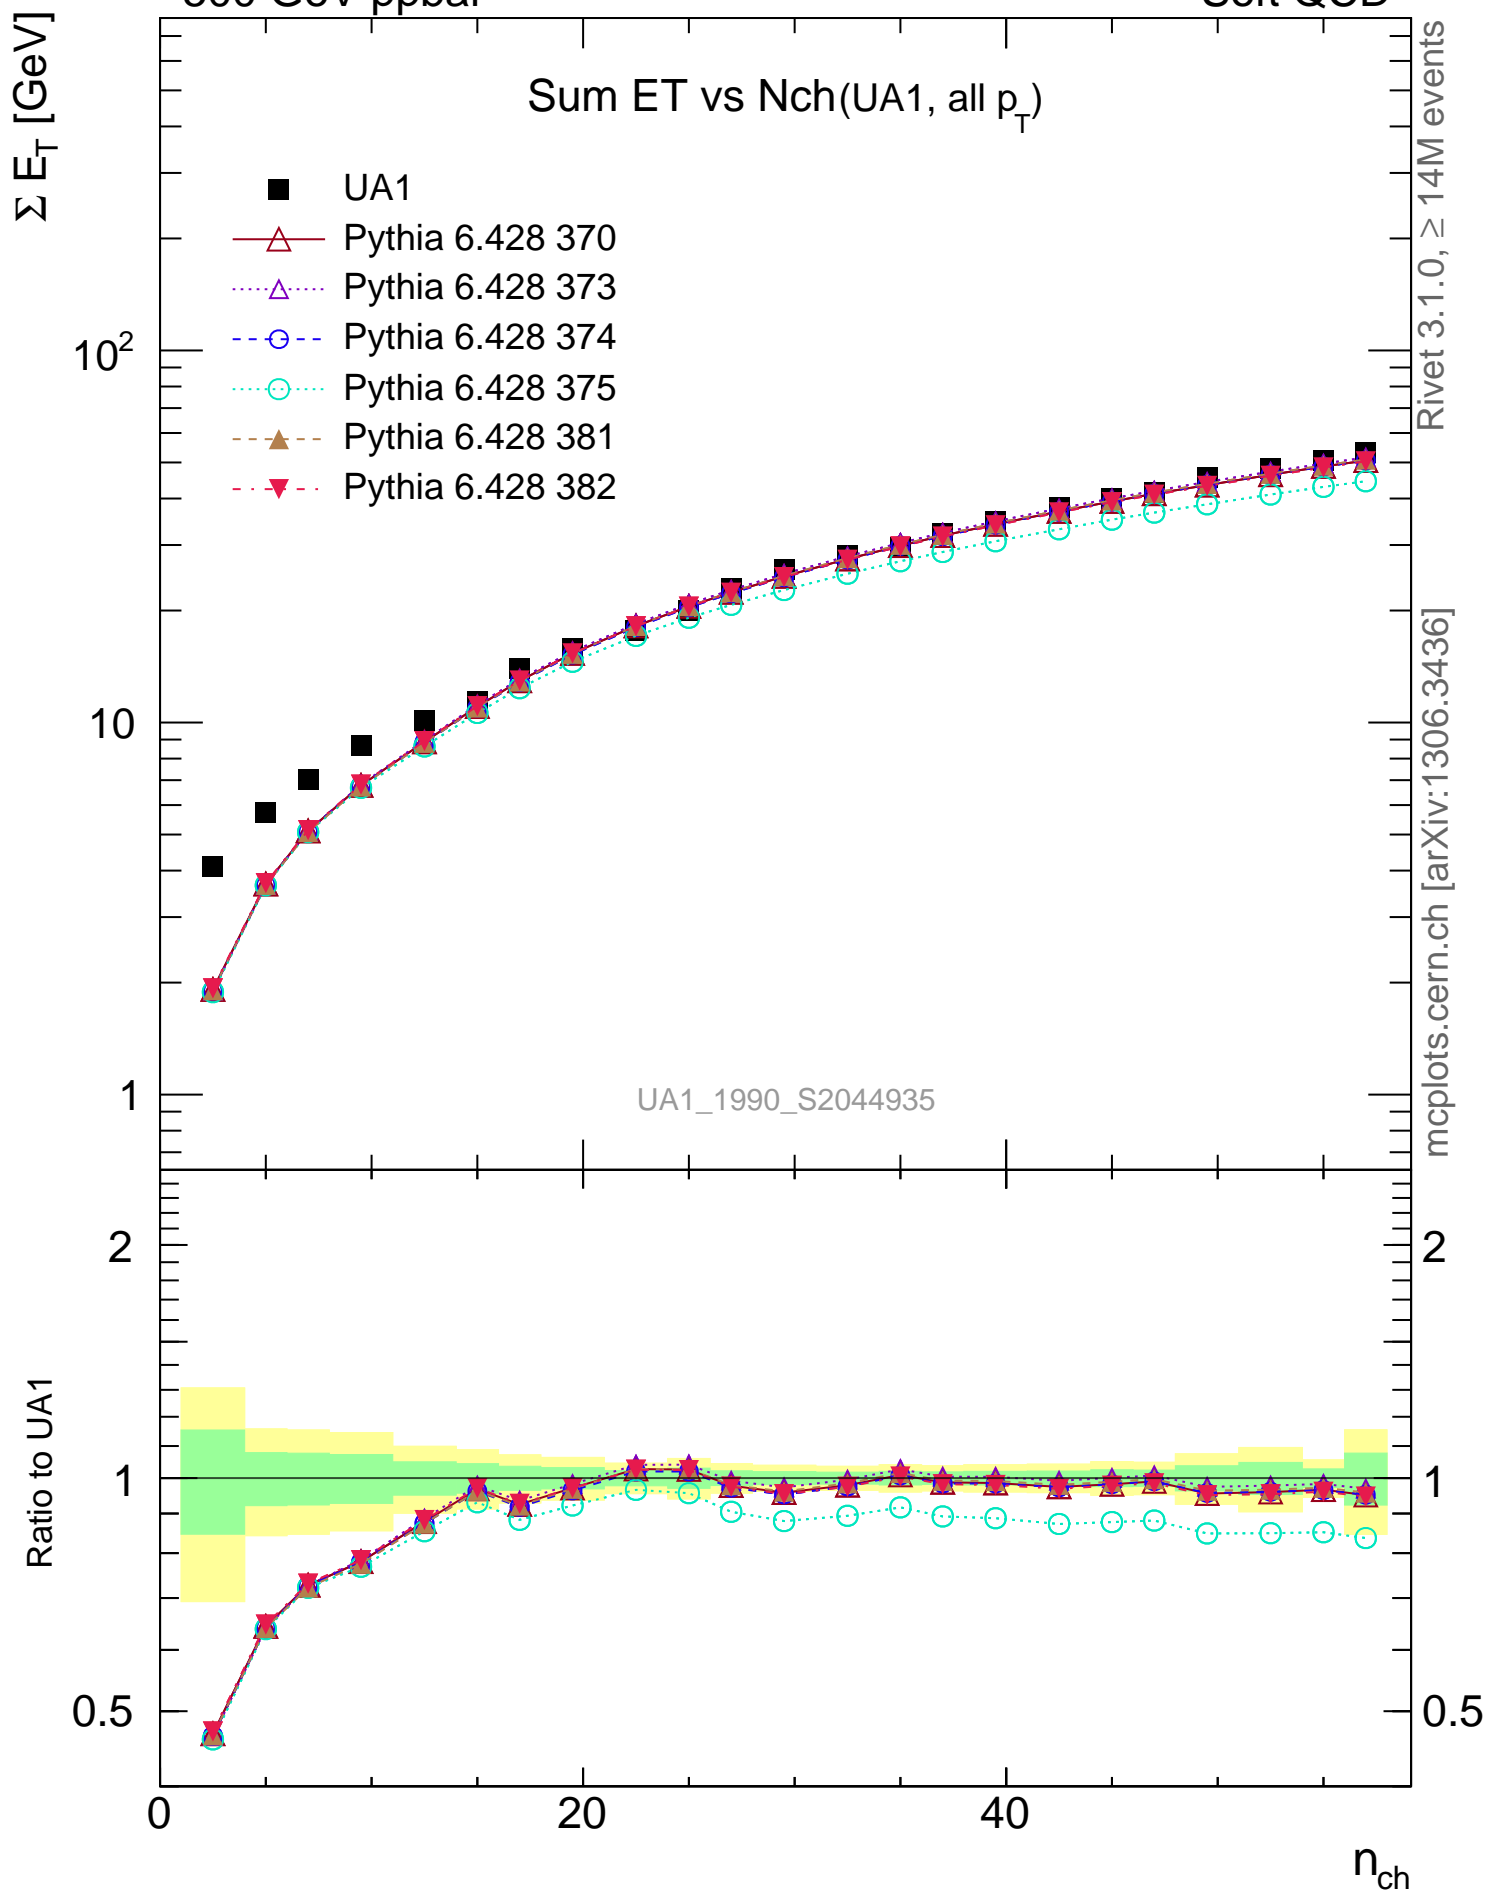 Σ E_T [GeV]
Sum ET vs Nch (UA1, all p_T)
UA1
Pythia 6.428 370
Pythia 6.428 373
Pythia 6.428 374
Pythia 6.428 375
Pythia 6.428 381
Pythia 6.428 382
10²
10
1
UA1_1990_S2044935
Rivet 3.1.0, ≥ 14M events
mcplots.cern.ch [arXiv:1306.3436]
Ratio to UA1
2
1
0.5
2
1
0.5
0
20
40
n_ch